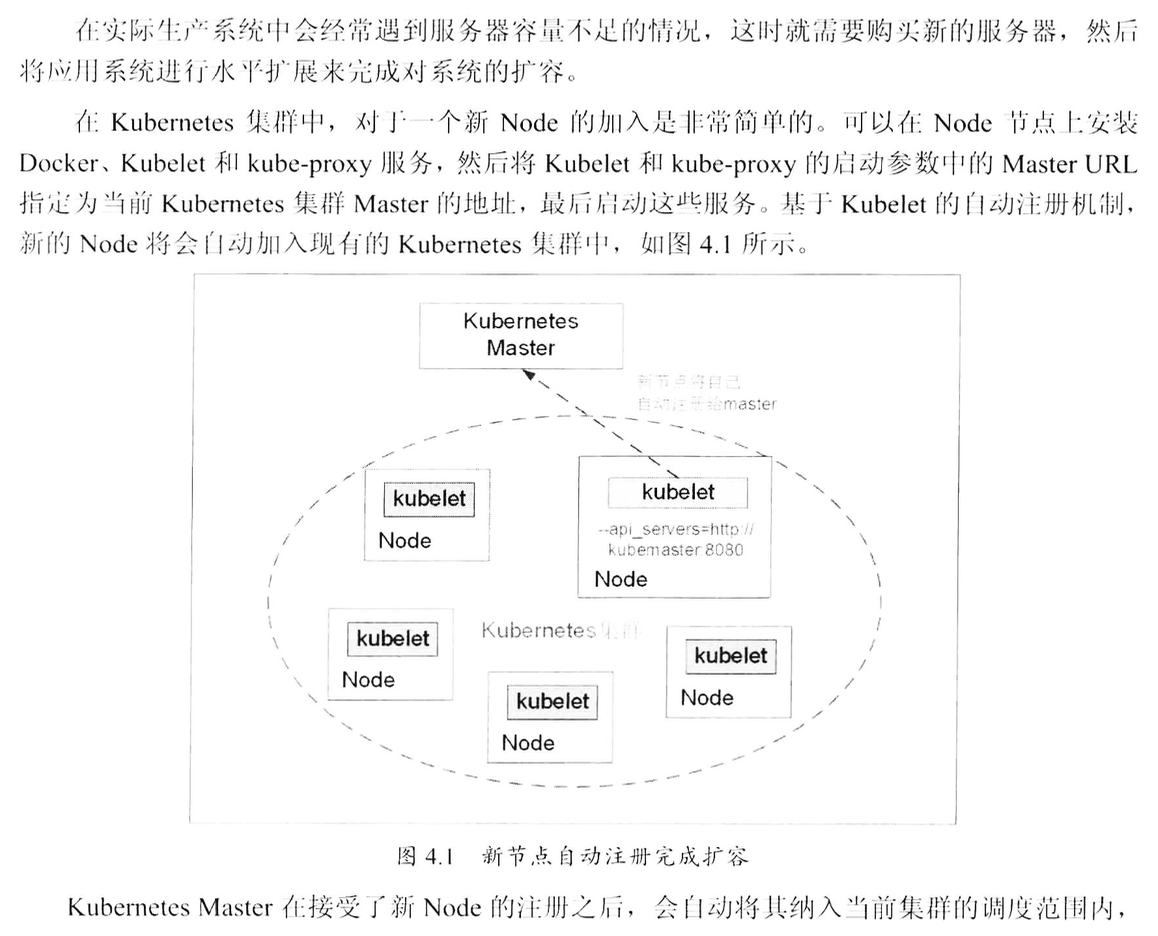 在实际生产系统中会经常遇到服务器容量不足的情况，这时就需要购买新的服务器，然后
将应用系统进行水平扩展来完成对系统的扩容。
在 Kubernetes 集群中，对于一个新 Node 的加入是非常简单的。可以在 Node 节点上安装
Docker、Kubelet 和 kube-proxy 服务，然后将 Kubelet 和 kube-proxy 的启动参数中的 Master URL
指定为当前 Kubernetes 集群 Master 的地址，最后启动这些服务。基于 Kubelet 的自动注册机制，
新的 Node 将会自动加入现有的 Kubernetes 集群中，如图 4.1 所示。
Kubernetes
Master
新节点将自己
自动注册给master
kubelet
Node
kubelet
--api_servers=http://
kubemaster:8080
Node
kubelet
Node
Kubernetes集群
kubelet
Node
kubelet
Node
图 4.1 新节点自动注册完成扩容
Kubernetes Master 在接受了新 Node 的注册之后，会自动将其纳入当前集群的调度范围内，